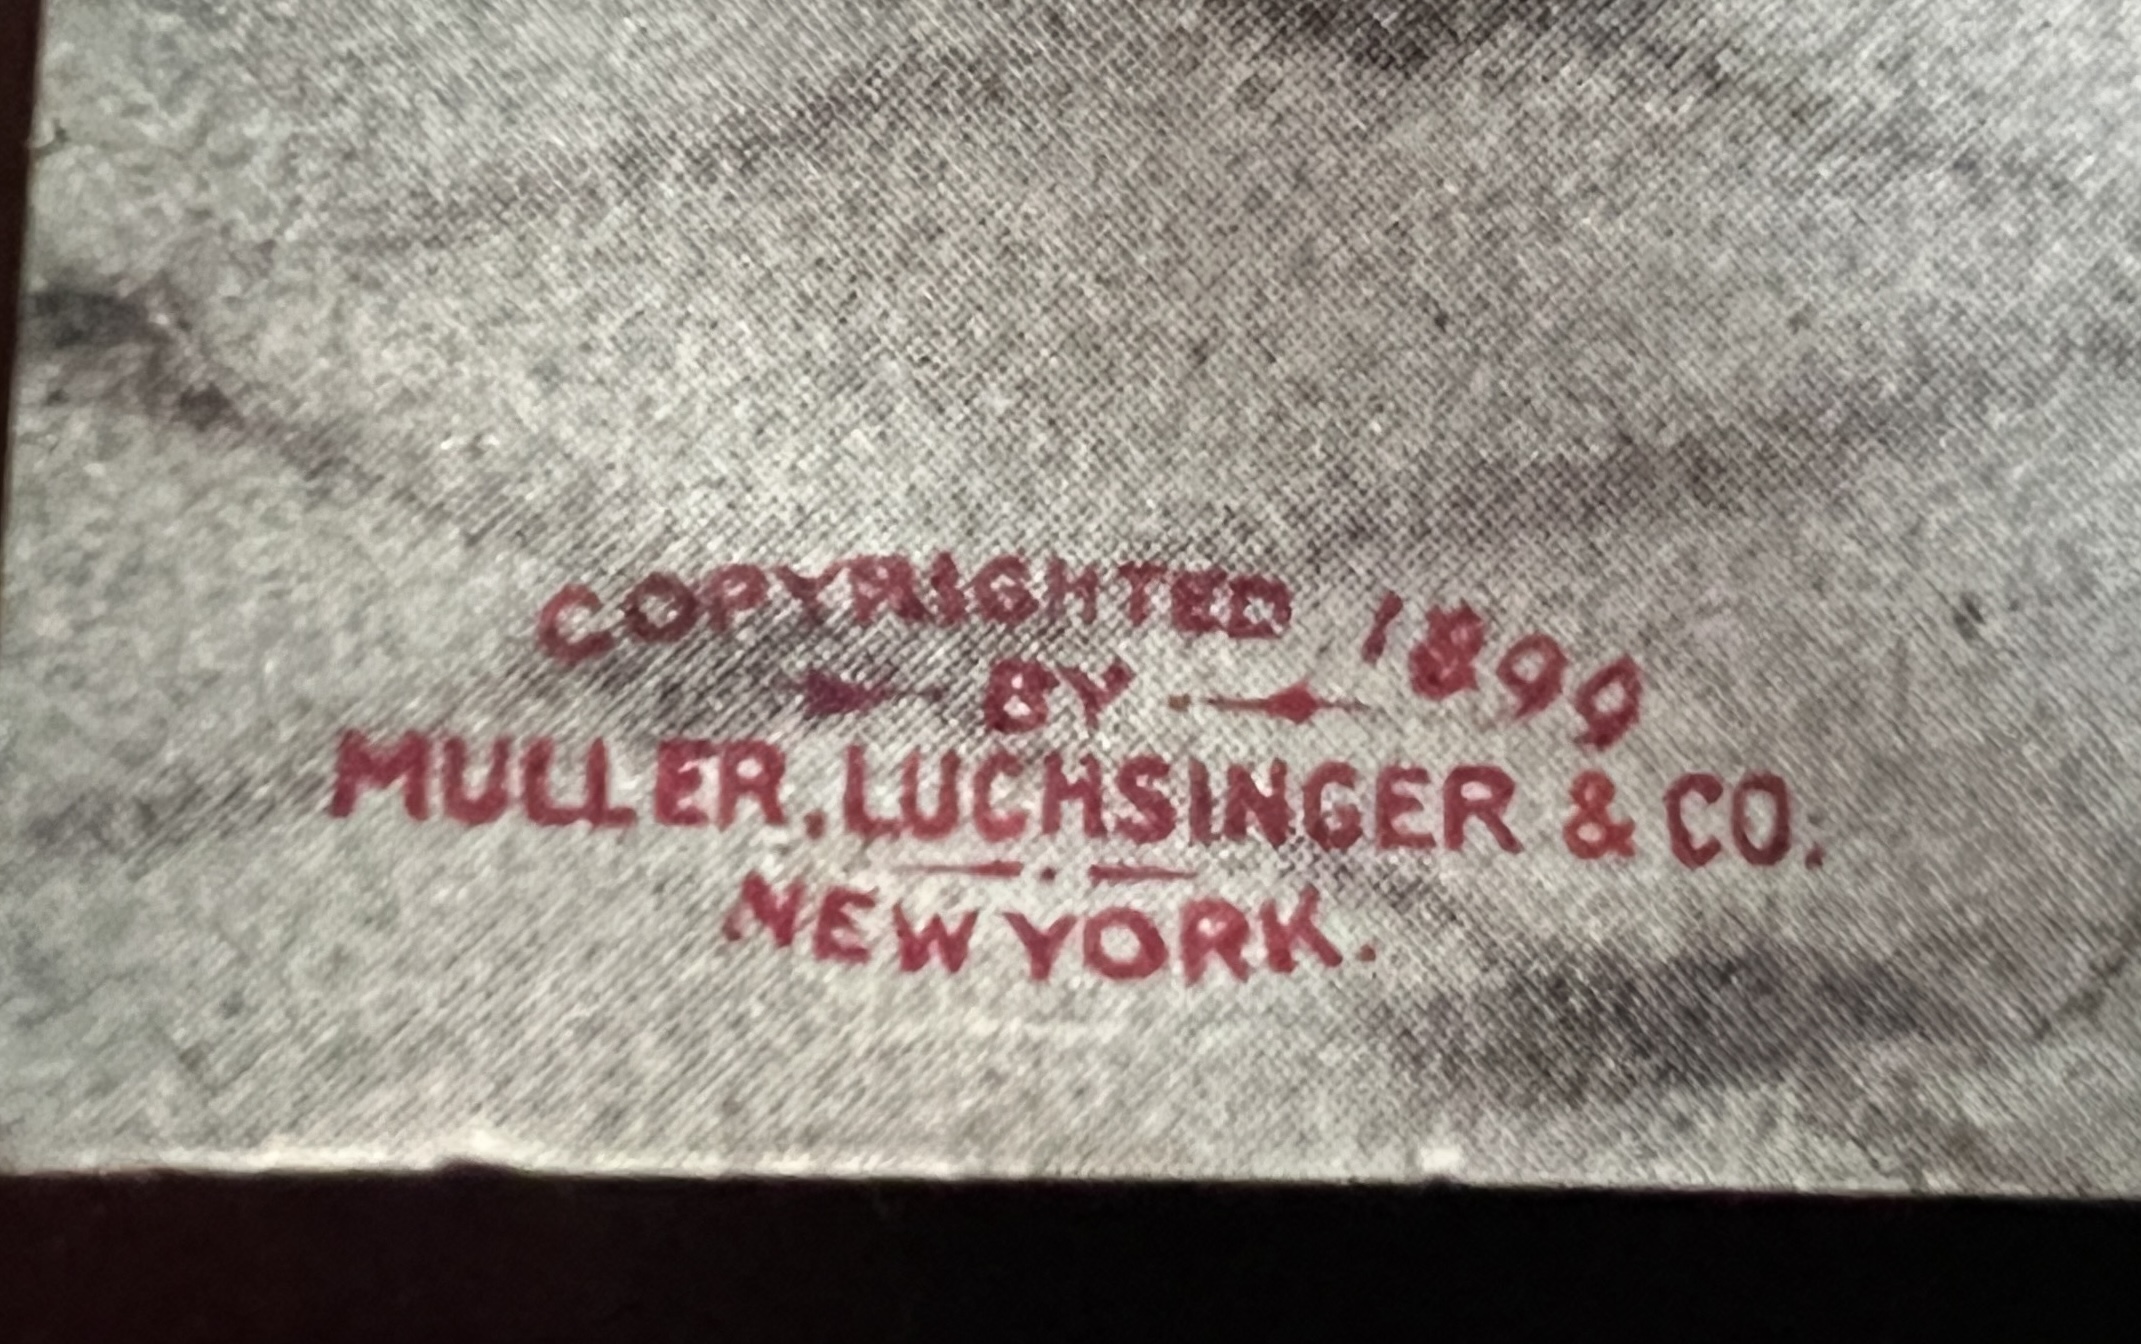 COPYRIGHTED 1899
BY
MULLER, LUCHSINGER & CO.
NEW YORK.